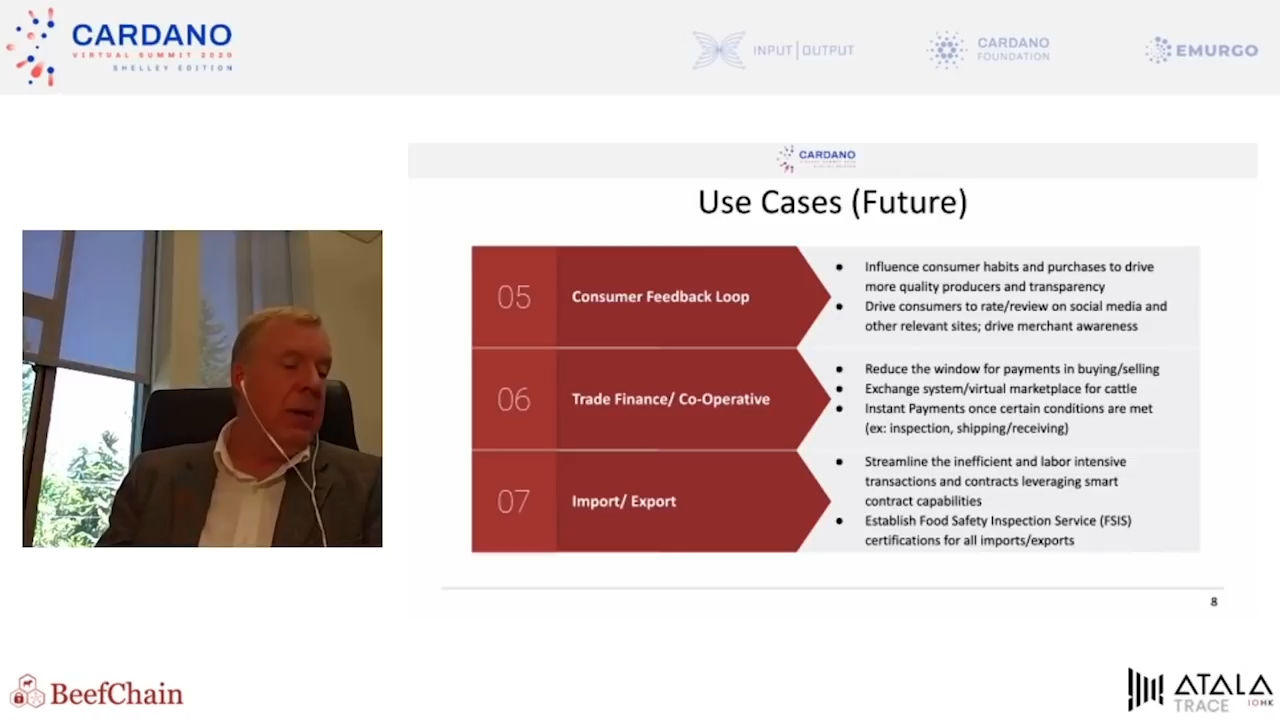 CARDANO
VIRTUAL SUMMIT 2020
SHELLEY EDITION
INPUT | OUTPUT
CARDANO
FOUNDATION
EMURGO
CARDANO
Use Cases (Future)
05
Consumer Feedback Loop
● Influence consumer habits and purchases to drive
more quality producers and transparency
● Drive consumers to rate/review on social media and
other relevant sites; drive merchant awareness
06
Trade Finance/ Co-Operative
● Reduce the window for payments in buying/selling
● Exchange system/virtual marketplace for cattle
● Instant Payments once certain conditions are met
(ex: inspection, shipping/receiving)
07
Import/ Export
● Streamline the inefficient and labor intensive
transactions and contracts leveraging smart
contract capabilities
● Establish Food Safety Inspection Service (FSIS)
certifications for all imports/exports
8
BeefChain
ATALA
TRACE IOHK